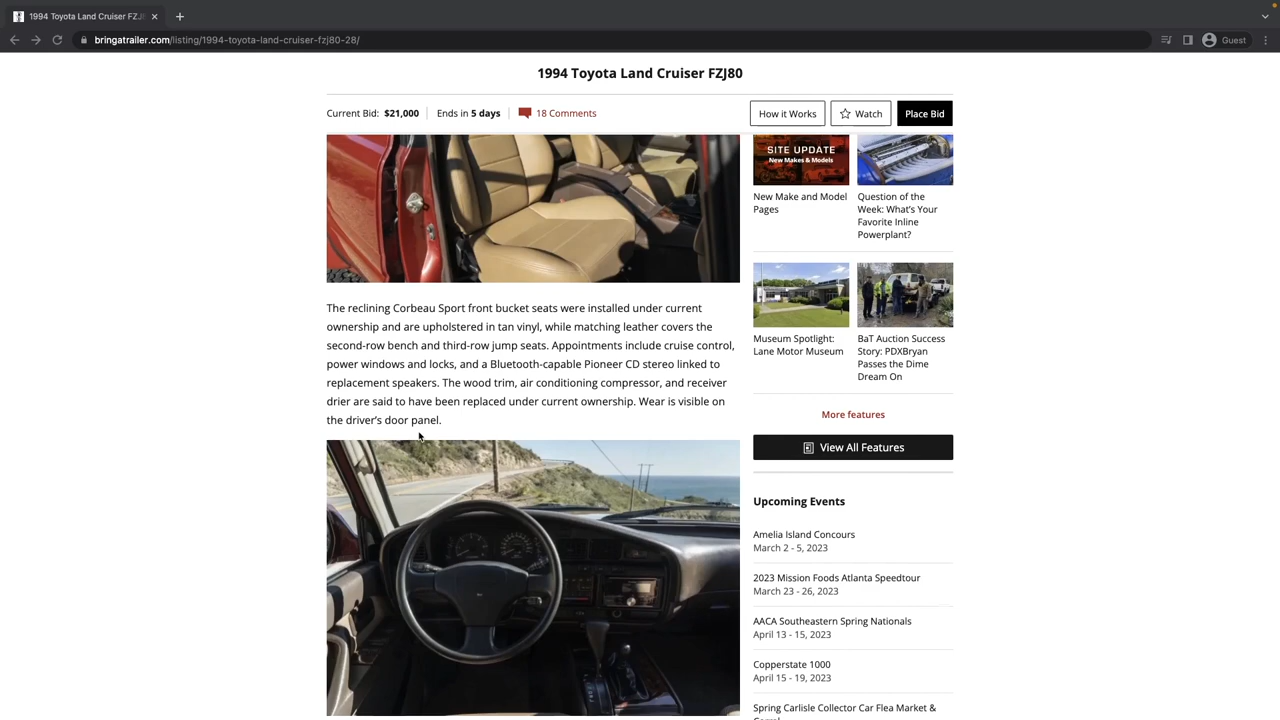 1994 Toyota Land Cruiser FZJ8
bringatrailer.com/listing/1994-toyota-land-cruiser-fzj80-28/
Guest
1994 Toyota Land Cruiser FZJ80
Current Bid: $21,000
Ends in 5 days
18 Comments
How it Works
Watch
Place Bid
The reclining Corbeau Sport front bucket seats were installed under current
ownership and are upholstered in tan vinyl, while matching leather covers the
second-row bench and third-row jump seats. Appointments include cruise control,
power windows and locks, and a Bluetooth-capable Pioneer CD stereo linked to
replacement speakers. The wood trim, air conditioning compressor, and receiver
drier are said to have been replaced under current ownership. Wear is visible on
the driver's door panel.
SITE UPDATE
New Makes & Models
New Make and Model
Pages
Question of the
Week: What's Your
Favorite Inline
Powerplant?
Museum Spotlight:
Lane Motor Museum
BaT Auction Success
Story: PDXBryan
Passes the Dime
Dream On
More features
View All Features
Upcoming Events
Amelia Island Concours
March 2 - 5, 2023
2023 Mission Foods Atlanta Speedtour
March 23 - 26, 2023
AACA Southeastern Spring Nationals
April 13 - 15, 2023
Copperstate 1000
April 15 - 19, 2023
Spring Carlisle Collector Car Flea Market &